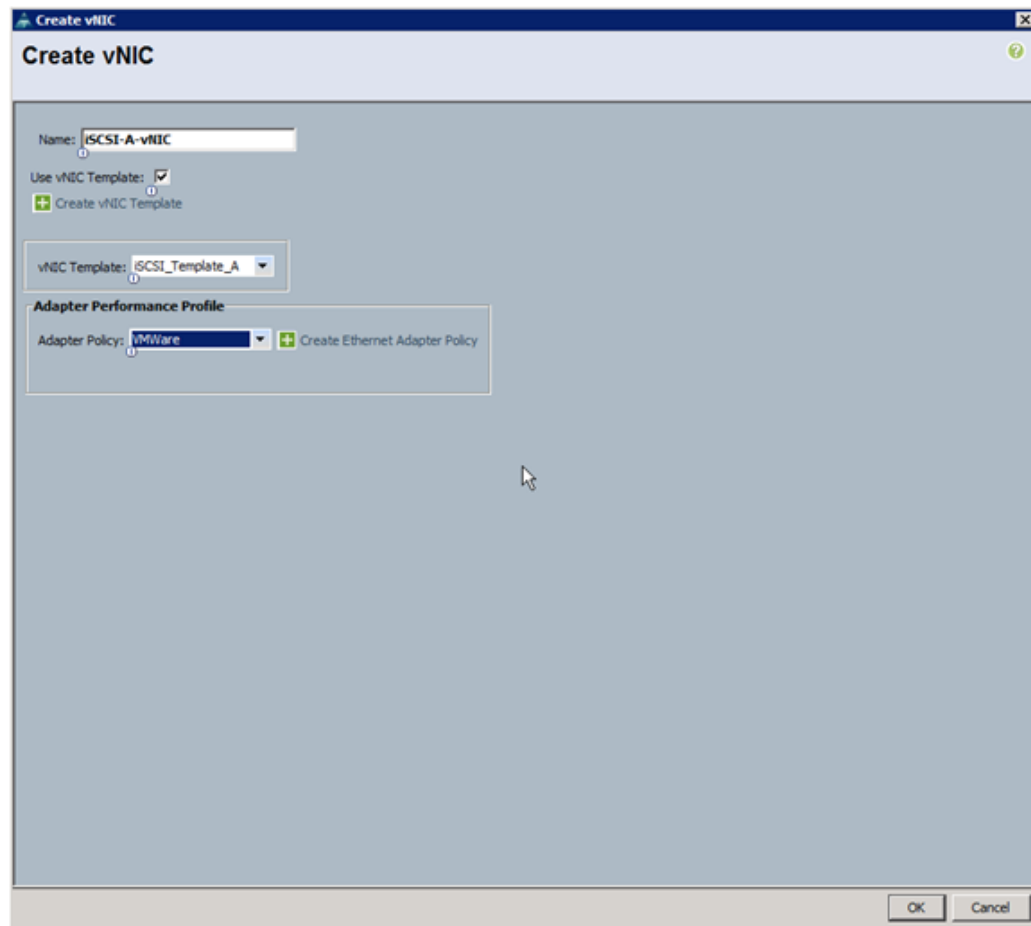 Create vNIC
Create vNIC
Name: iSCSI-A-vNIC
Use vNIC Template:
Create vNIC Template
vNIC Template: iSCSI_Template_A
Adapter Performance Profile
Adapter Policy: VMWare Create Ethernet Adapter Policy
OK Cancel